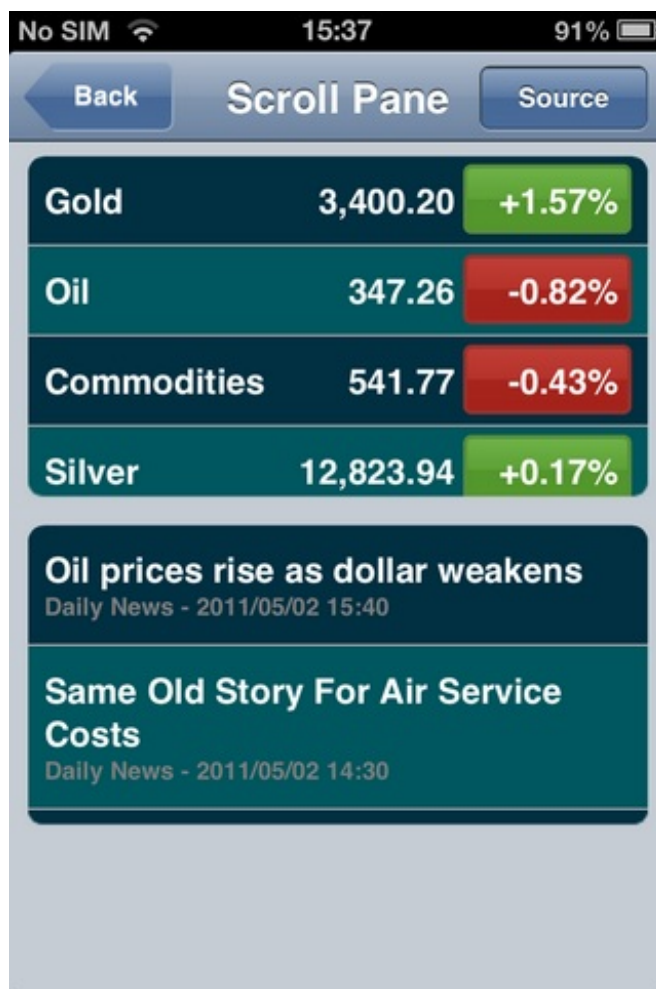 No SIM 15:37 91%
Back Scroll Pane Source
Gold 3,400.20 +1.57%
Oil 347.26 -0.82%
Commodities 541.77 -0.43%
Silver 12,823.94 +0.17%
Oil prices rise as dollar weakens
Daily News - 2011/05/02 15:40
Same Old Story For Air Service
Costs
Daily News - 2011/05/02 14:30